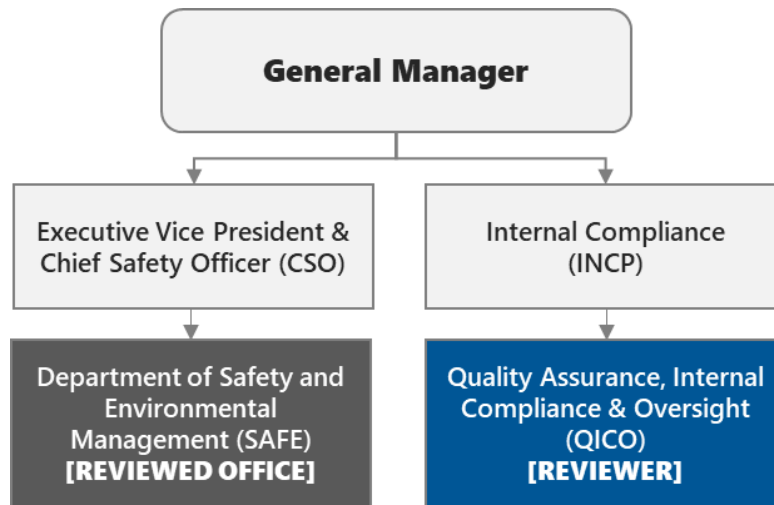 General Manager
Executive Vice President &
Chief Safety Officer (CSO)
Internal Compliance
(INCP)
Department of Safety and
Environmental
Management (SAFE)
[REVIEWED OFFICE]
Quality Assurance, Internal
Compliance & Oversight
(QICO)
[REVIEWER]